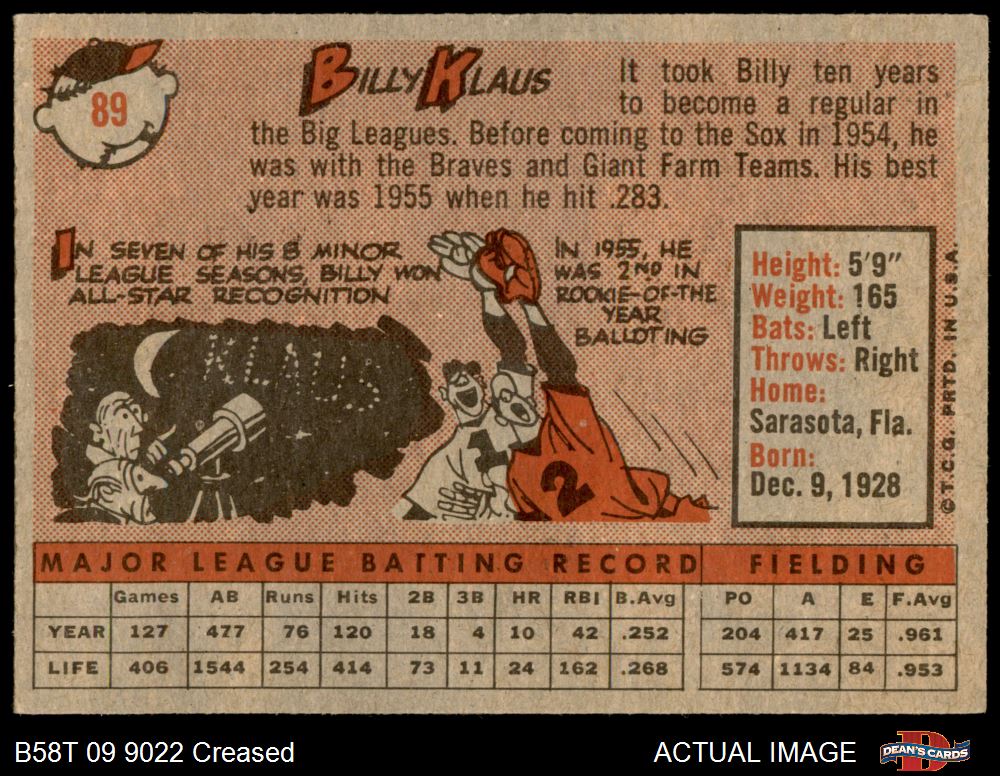 89
BILLY KLAUS
It took Billy ten years
to become a regular in
the Big Leagues. Before coming to the Sox in 1954, he
was with the Braves and Giant Farm Teams. His best
year was 1955 when he hit .283.
IN SEVEN OF HIS 8 MINOR
LEAGUE SEASONS, BILLY WON
ALL-STAR RECOGNITION
KLAUS
IN 1955, HE
WAS 2ND IN
ROOKIE-OF-THE
YEAR
BALLOTING
1
2
Height: 5'9"
Weight: 165
Bats: Left
Throws: Right
Home:
Sarasota, Fla.
Born:
Dec. 9, 1928
© T.C.G. PRTD. IN U.S.A.
MAJOR LEAGUE BATTING RECORD FIELDING
Games AB Runs Hits 2B 3B HR RBI B.Avg PO A E F.Avg
YEAR 127 477 76 120 18 4 10 42 .252 204 417 25 .961
LIFE 406 1544 254 414 73 11 24 162 .268 574 1134 84 .953
B58T 09 9022 Creased ACTUAL IMAGE DEAN'S CARDS